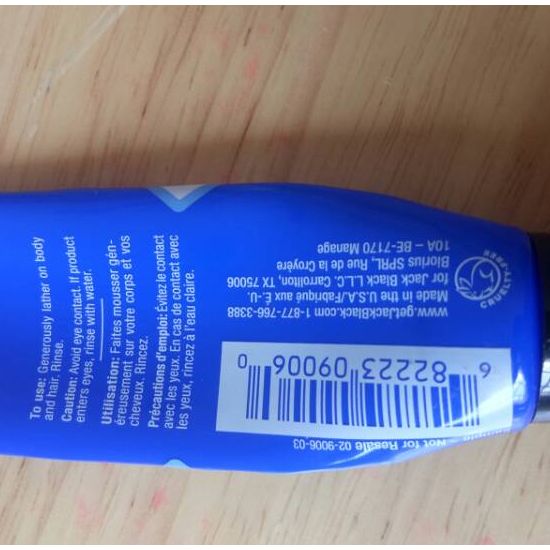 To use: Generously lather on body
and hair. Rinse.
Caution: Avoid eye contact. If product
enters eyes, rinse with water.
Utilisation: Faites mousser gén-
éreusement sur votre corps et vos
cheveux. Rincez.
Précautions d'emploi: Évitez le contact
avec les yeux. En cas de contact avec
les yeux, rincez à l'eau claire.
Not for Resale 02-9006-03
6 82223 09006 0
www.getJackBlack.com 1-877-766-3388
Made in the U.S.A./Fabriqué aux É.-U.
for Jack Black L.L.C. Carrollton, TX 75006
Biorius SPRL, Rue de la Croyère
10A – BE-7170 Manage
CRUELTY-FREE